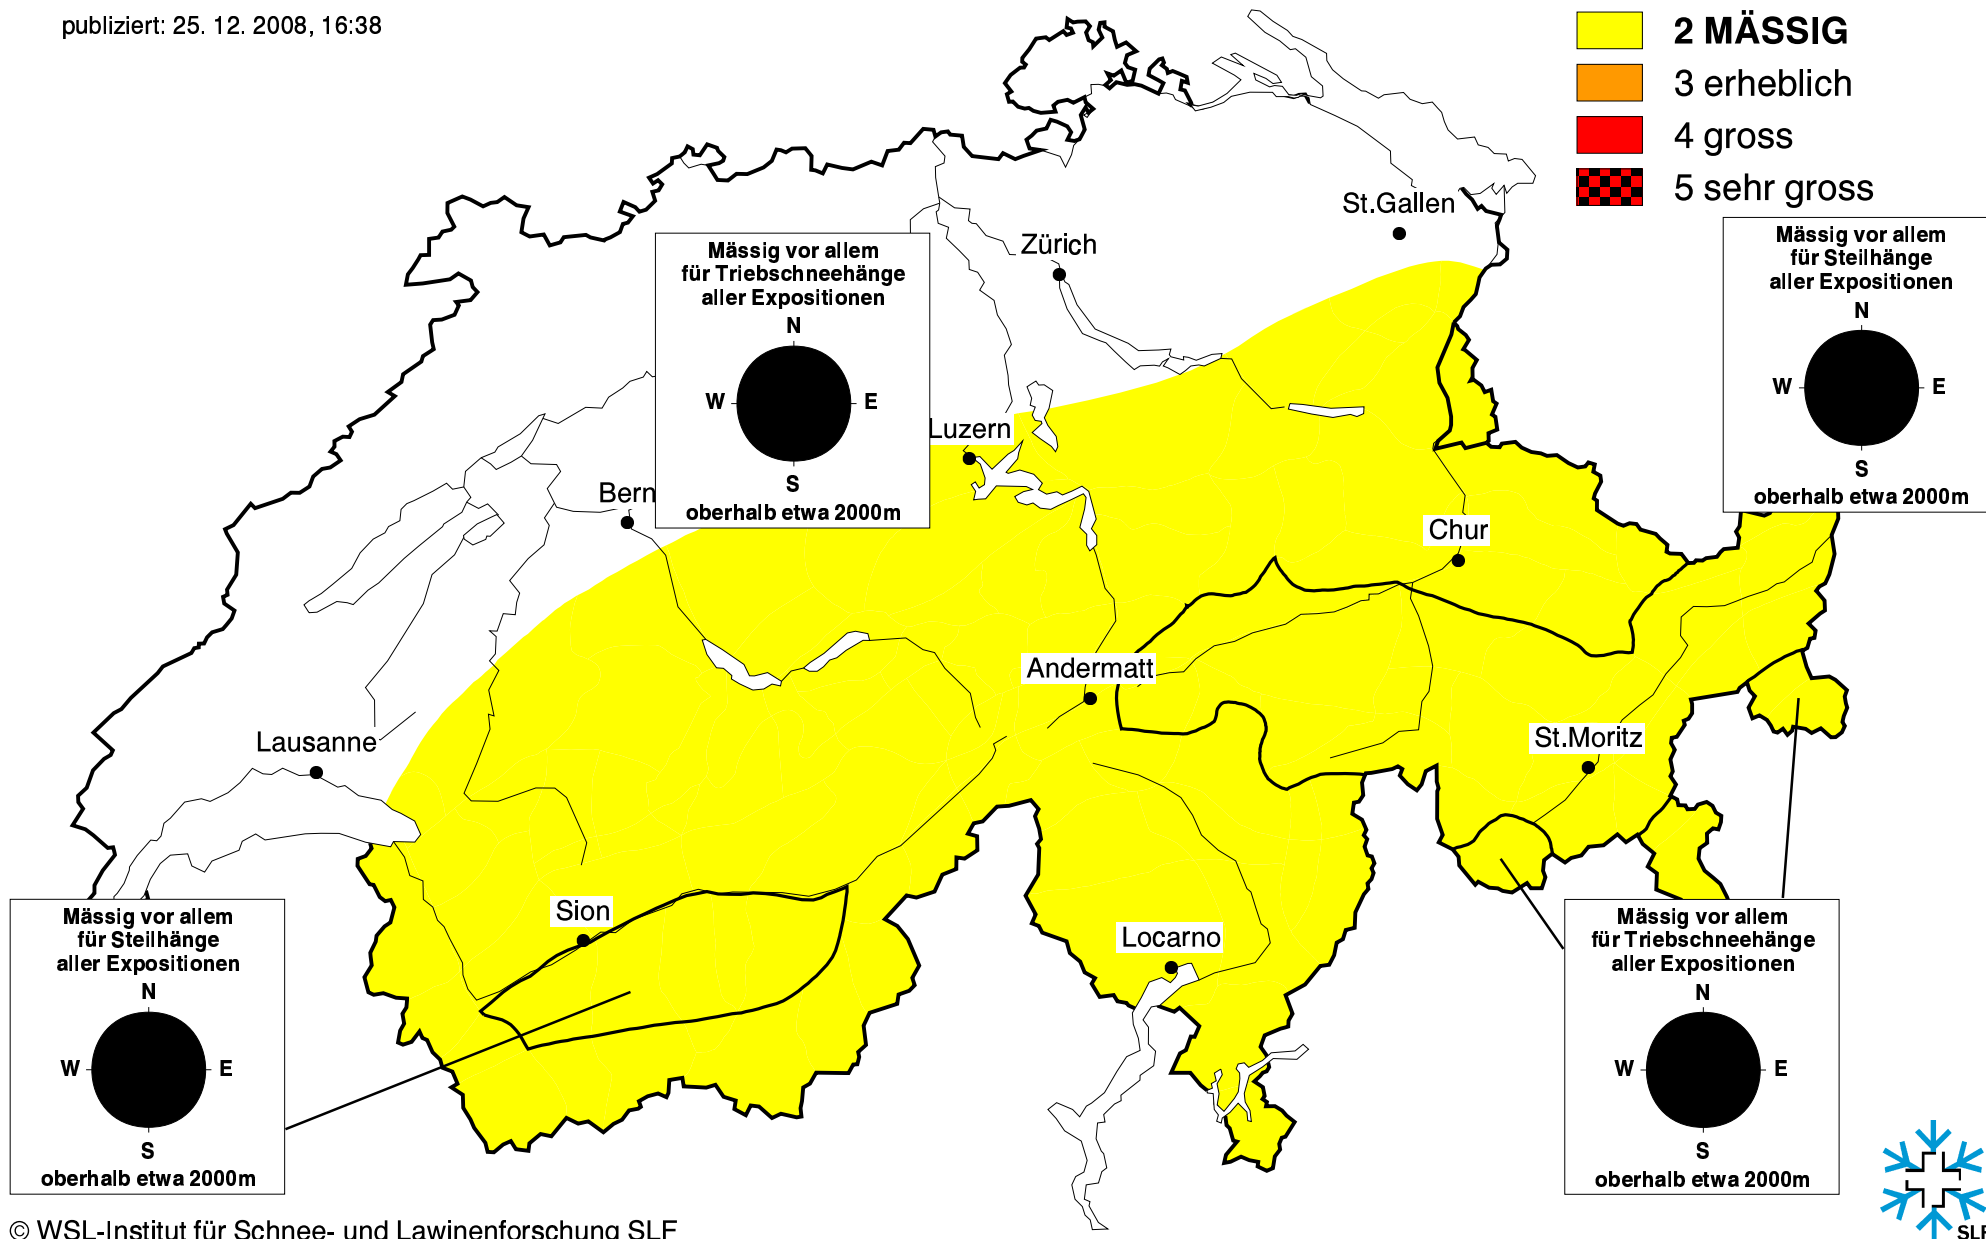 publiziert: 25. 12. 2008, 16:38
2 MÄSSIG
3 erheblich
4 gross
5 sehr gross
St.Gallen
Zürich
Mässig vor allem
für Triebschneehänge
aller Expositionen
N
W
E
S
oberhalb etwa 2000m
Mässig vor allem
für Steilhänge
aller Expositionen
N
W
E
S
oberhalb etwa 2000m
Luzern
Bern
Chur
Andermatt
St.Moritz
Lausanne
Sion
Locarno
Mässig vor allem
für Steilhänge
aller Expositionen
N
W
E
S
oberhalb etwa 2000m
Mässig vor allem
für Triebschneehänge
aller Expositionen
N
W
E
S
oberhalb etwa 2000m
© WSL-Institut für Schnee- und Lawinenforschung SLF
SLF